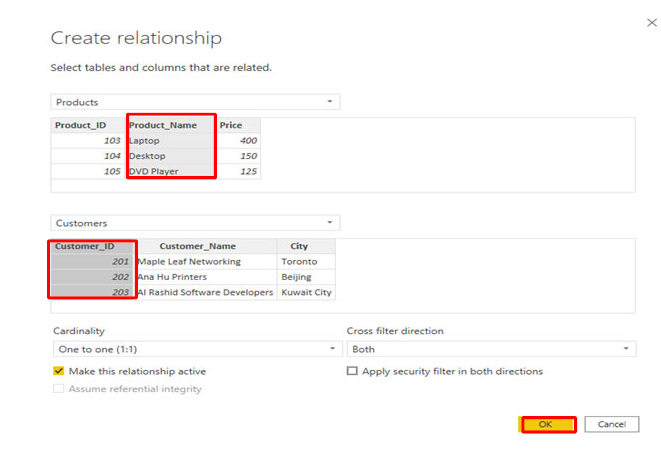 Create relationship
Select tables and columns that are related.
Products
Product_ID Product_Name Price
103 Laptop 400
104 Desktop 150
105 DVD Player 125
Customers
Customer_ID Customer_Name City
201 Maple Leaf Networking Toronto
202 Ana Hu Printers Beijing
203 Al Rashid Software Developers Kuwait City
Cardinality Cross filter direction
One to one (1:1) Both
Make this relationship active Apply security filter in both directions
Assume referential integrity
OK Cancel